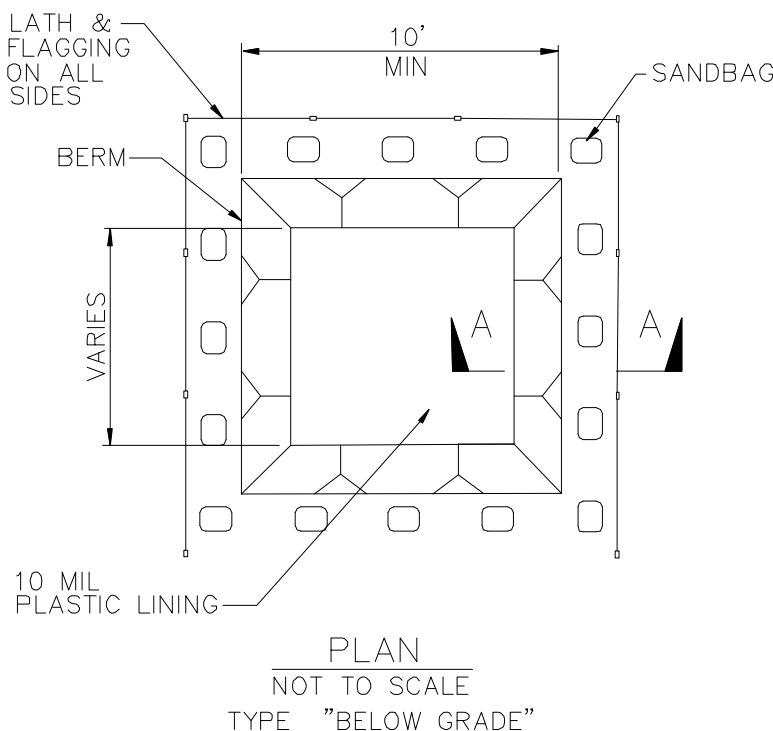 LATH &
FLAGGING
ON ALL
SIDES
10'
MIN
SANDBAG
BERM
VARIES
A
A
10 MIL
PLASTIC LINING
PLAN
NOT TO SCALE
TYPE "BELOW GRADE"